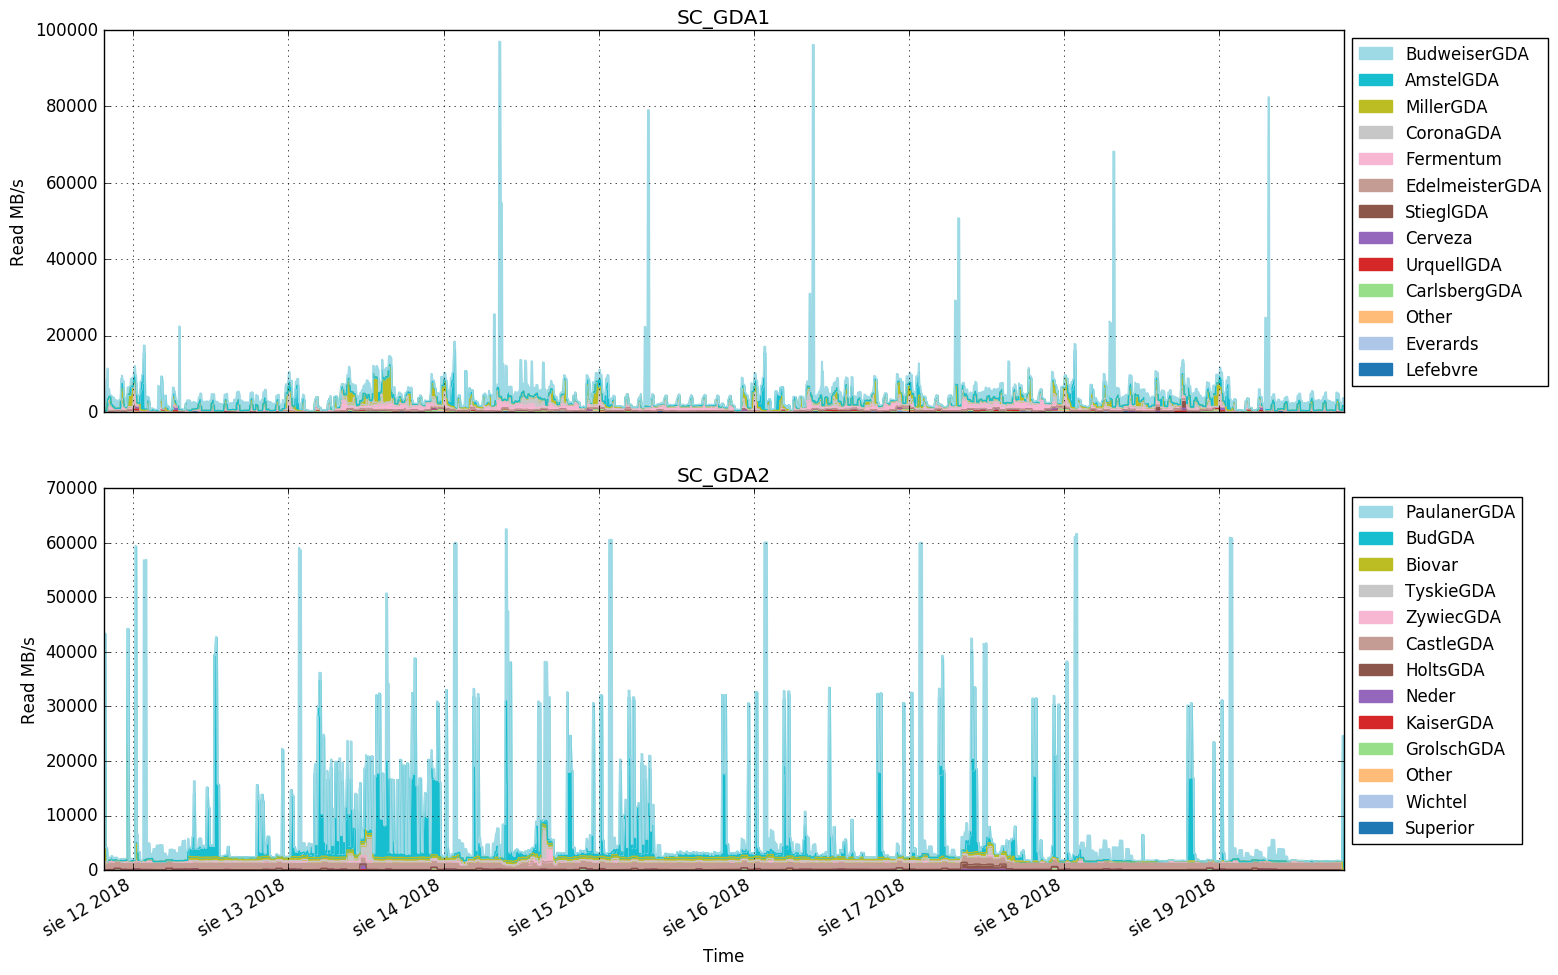 SC_GDA1
100000
80000
60000
40000
20000
0
Read MB/s
BudweiserGDA
AmstelGDA
MillerGDA
CoronaGDA
Fermentum
EdelmeisterGDA
StieglGDA
Cerveza
UrquellGDA
CarlsbergGDA
Other
Everards
Lefebvre
SC_GDA2
70000
60000
50000
40000
30000
20000
10000
0
Read MB/s
PaulanerGDA
BudGDA
Biovar
TyskieGDA
ZywiecGDA
CastleGDA
HoltsGDA
Neder
KaiserGDA
GrolschGDA
Other
Wichtel
Superior
sie 12 2018
sie 13 2018
sie 14 2018
sie 15 2018
sie 16 2018
sie 17 2018
sie 18 2018
sie 19 2018
Time